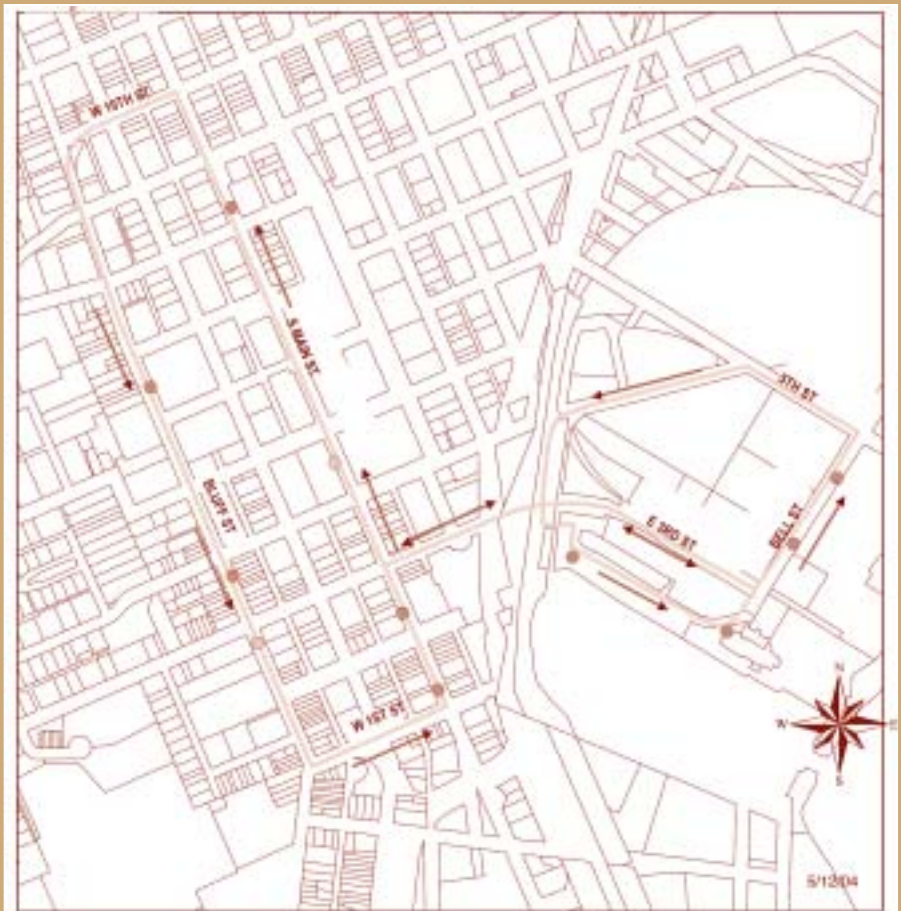 W 10TH ST
S MAIN ST
5TH ST
BLUFF ST
BELL ST
E 3RD ST
W 1ST ST
N
W
E
S
5/12/04